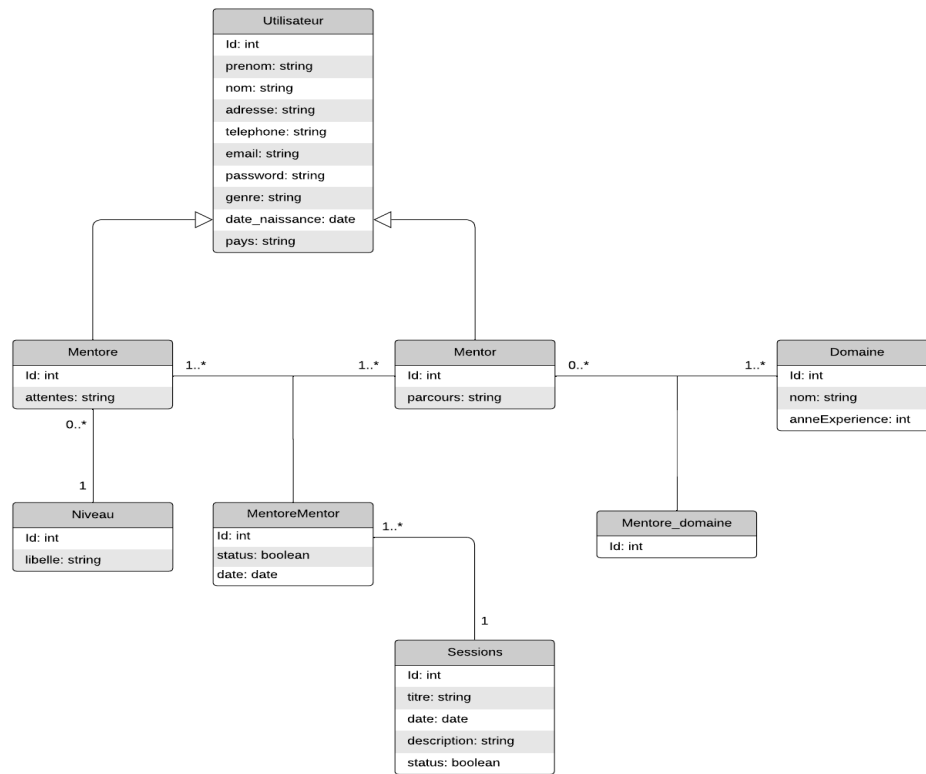 Utilisateur
Id: int
prenom: string
nom: string
adresse: string
telephone: string
email: string
password: string
genre: string
date_naissance: date
pays: string
Mentore
Id: int
attentes: string
1..*
1..*
Mentor
Id: int
parcours: string
0..*
1..*
Domaine
Id: int
nom: string
anneExperience: int
0..*
1
Niveau
Id: int
libelle: string
MentoreMentor
Id: int
status: boolean
date: date
1..*
1
Mentore_domaine
Id: int
Sessions
Id: int
titre: string
date: date
description: string
status: boolean